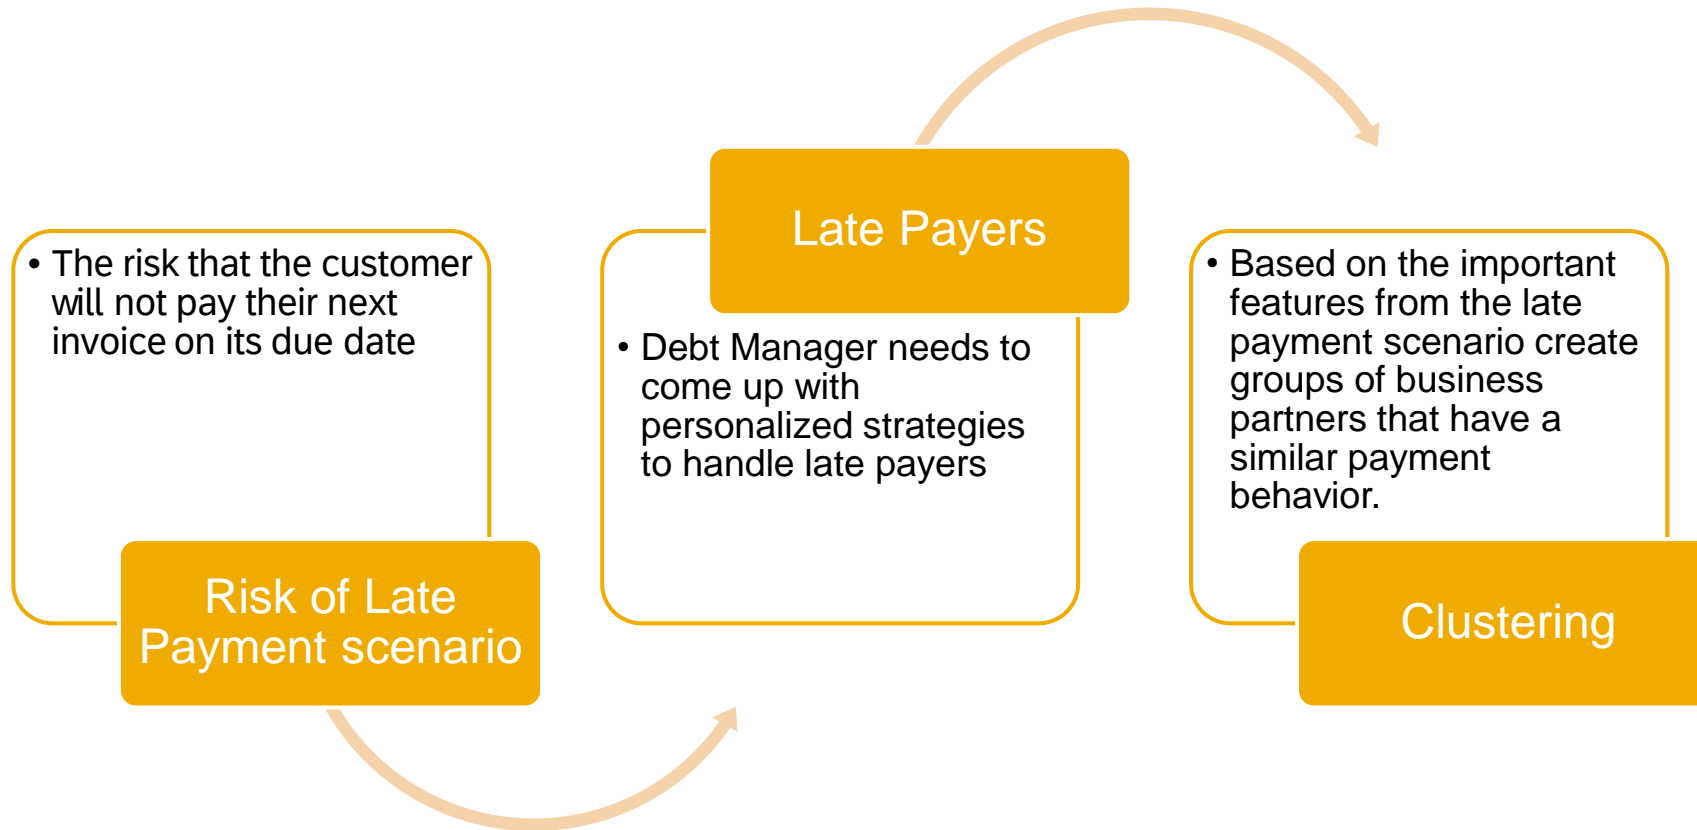 • The risk that the customer
will not pay their next
invoice on its due date
Risk of Late
Payment scenario
Late Payers
• Debt Manager needs to
come up with
personalized strategies
to handle late payers
• Based on the important
features from the late
payment scenario create
groups of business
partners that have a
similar payment
behavior.
Clustering